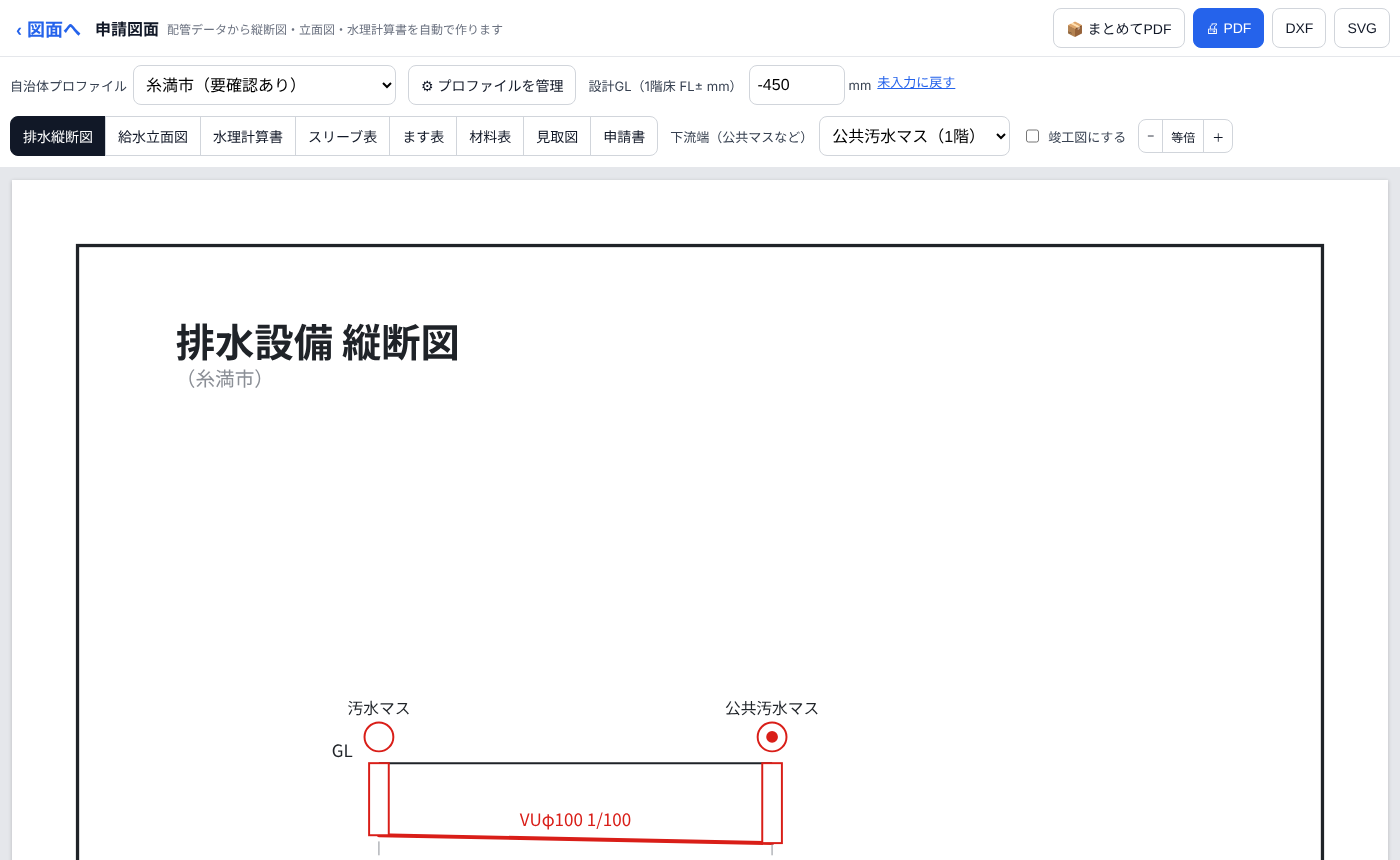 ‹ 図面へ 申請図面 配管データから縦断図・立面図・水理計算書を自動で作ります 📦 まとめてPDF 🖨 PDF DXF SVG
自治体プロファイル 糸満市（要確認あり） ⚙ プロファイルを管理 設計GL（1階床 FL± mm） -450 mm 未入力に戻す
排水縦断図 給水立面図 水理計算書 スリーブ表 ます表 材料表 見取図 申請書 下流端（公共マスなど） 公共汚水マス（1階） 竣工図にする − 等倍 ＋
排水設備 縦断図
（糸満市）
汚水マス 公共汚水マス
GL
VUφ100 1/100